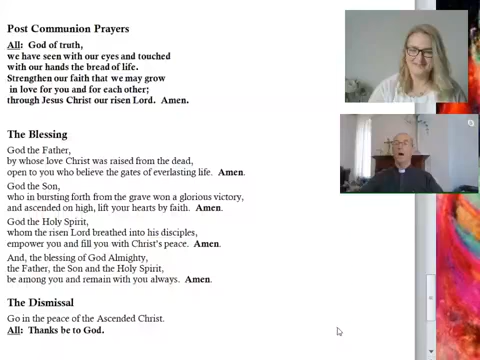 Post Communion Prayers
All: God of truth,
we have seen with our eyes and touched
with our hands the bread of life.
Strengthen our faith that we may grow
in love for you and for each other;
through Jesus Christ our risen Lord. Amen.
The Blessing
God the Father,
by whose love Christ was raised from the dead,
open to you who believe the gates of everlasting life. Amen.
God the Son,
who in bursting forth from the grave won a glorious victory,
and ascended on high, lift your hearts by faith. Amen.
God the Holy Spirit,
whom the risen Lord breathed into his disciples,
empower you and fill you with Christ's peace. Amen.
And, the blessing of God Almighty,
the Father, the Son and the Holy Spirit,
be among you and remain with you always. Amen.
The Dismissal
Go in the peace of the Ascended Christ.
All: Thanks be to God.